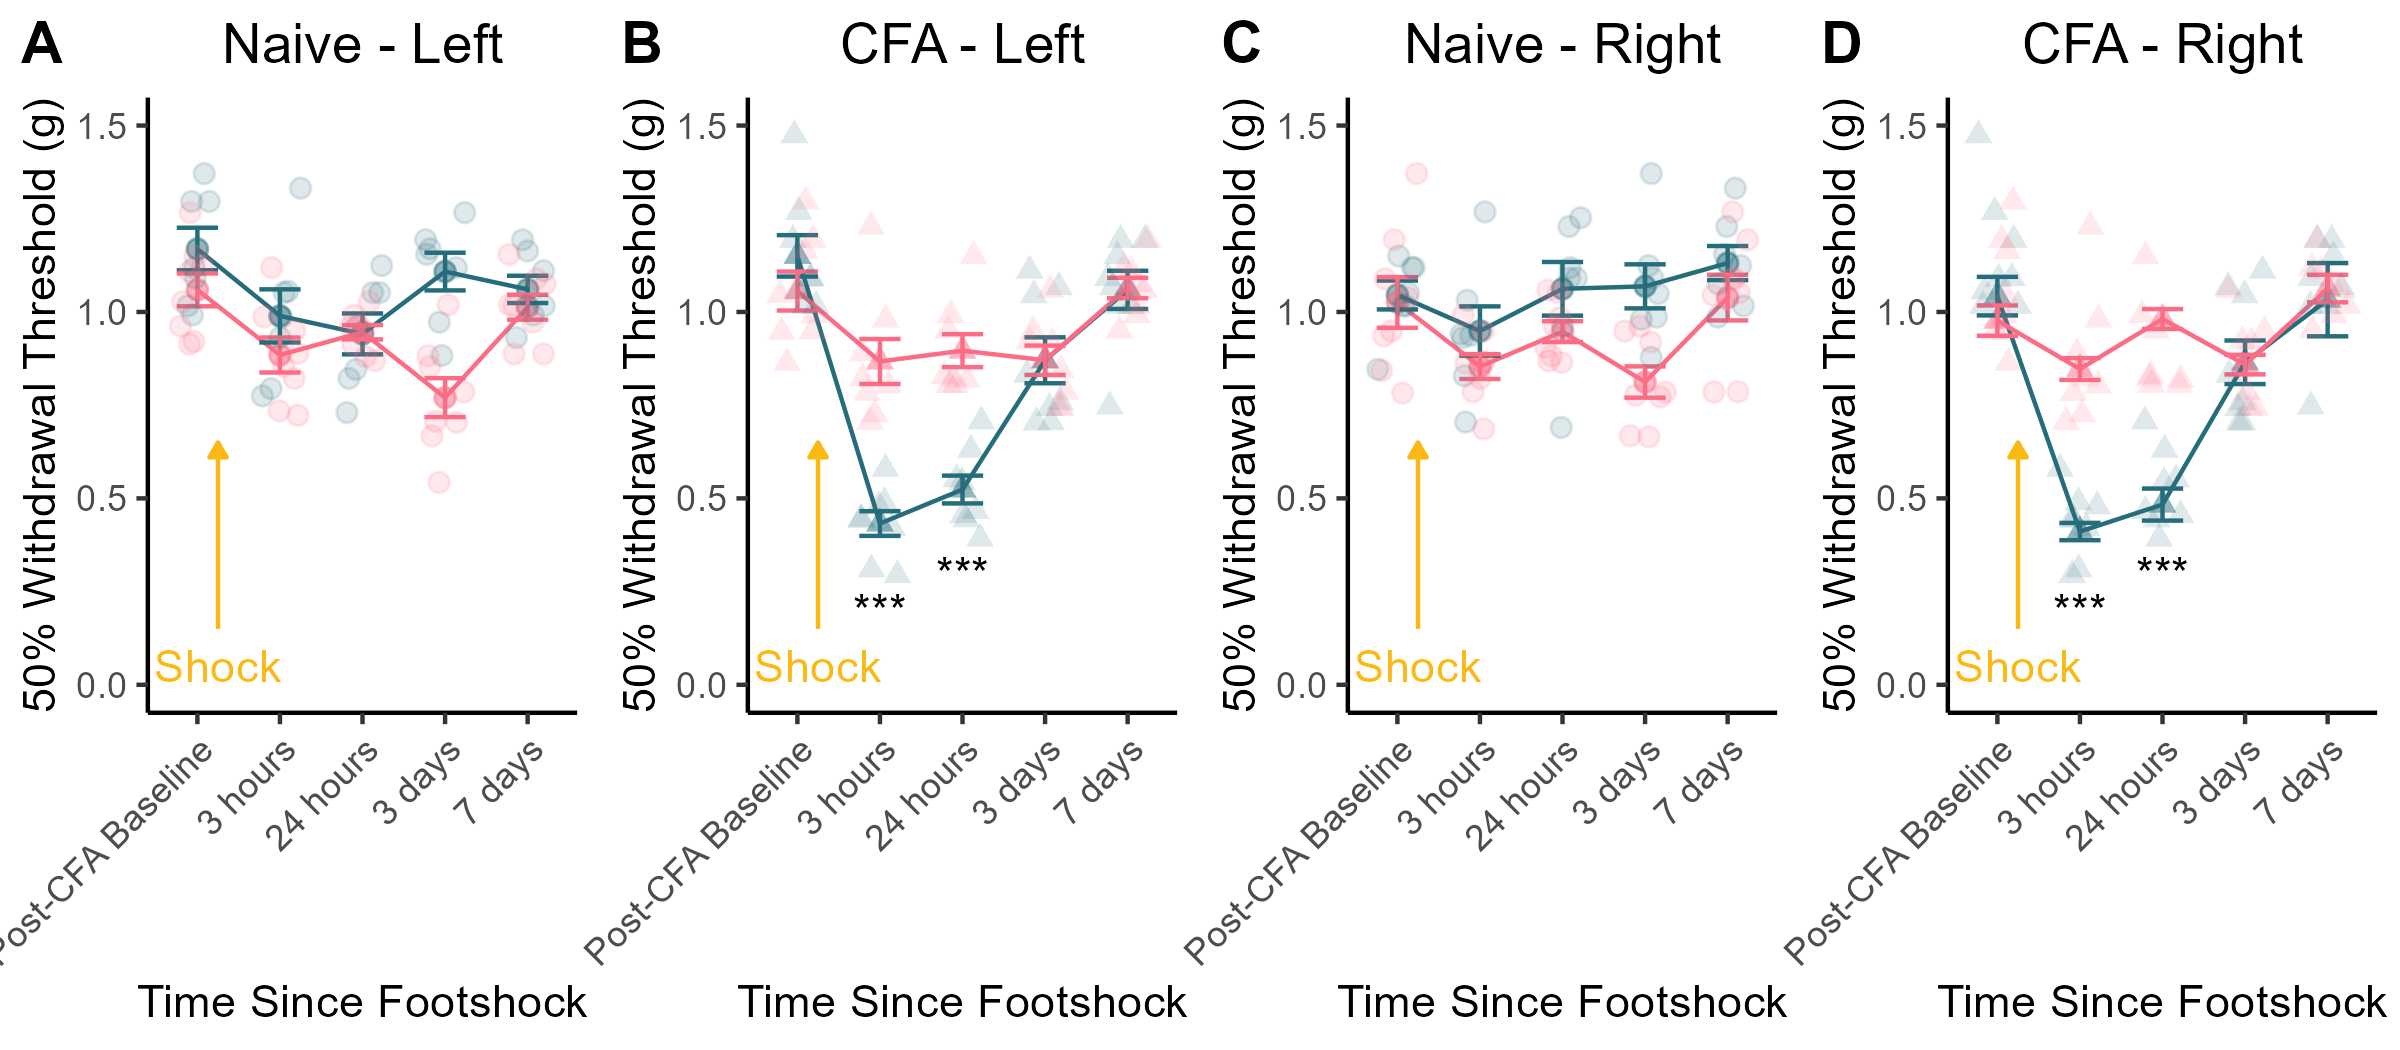 A Naive - Left
50% Withdrawal Threshold (g)
1.5
1.0
0.5
0.0
Shock
Post-CFA Baseline
3 hours
24 hours
3 days
7 days
Time Since Footshock
B CFA - Left
50% Withdrawal Threshold (g)
1.5
1.0
0.5
0.0
***
***
Shock
Post-CFA Baseline
3 hours
24 hours
3 days
7 days
Time Since Footshock
C Naive - Right
50% Withdrawal Threshold (g)
1.5
1.0
0.5
0.0
Shock
Post-CFA Baseline
3 hours
24 hours
3 days
7 days
Time Since Footshock
D CFA - Right
50% Withdrawal Threshold (g)
1.5
1.0
0.5
0.0
***
***
Shock
Post-CFA Baseline
3 hours
24 hours
3 days
7 days
Time Since Footshock